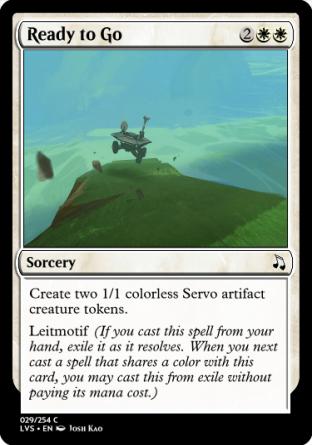 Ready to Go
2
Sorcery
Create two 1/1 colorless Servo artifact
creature tokens.
Leitmotif (If you cast this spell from your
hand, exile it as it resolves. When you next
cast a spell that shares a color with this
card, you may cast this from exile without
paying its mana cost.)
029/254 C
LVS • EN Josh Kao